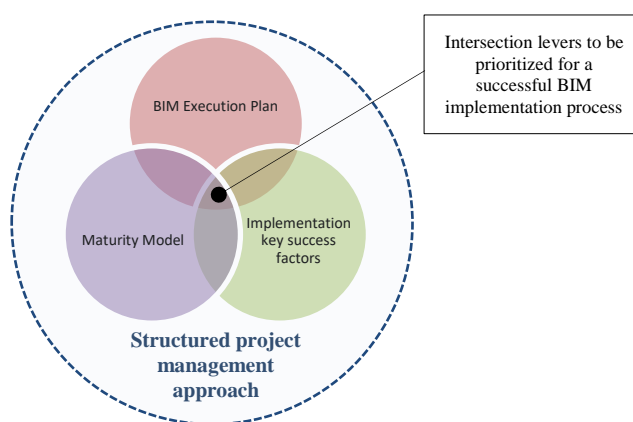 Intersection levers to be
prioritized for a
successful BIM
implementation process
BIM Execution Plan
Maturity Model
Implementation
key success
factors
Structured project
management
approach